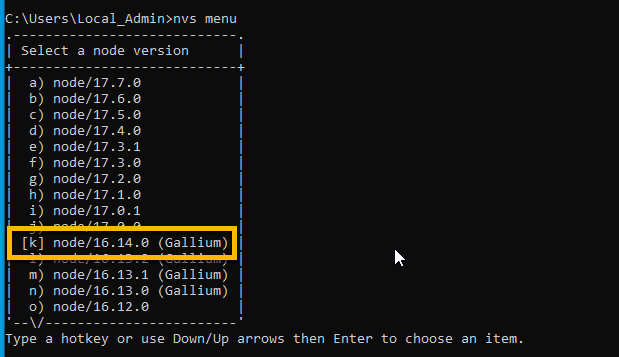 C:\Users\Local_Admin>nvs menu
.----------------------------.
| Select a node version      |
+----------------------------+
|  a) node/17.7.0            |
|  b) node/17.6.0            |
|  c) node/17.5.0            |
|  d) node/17.4.0            |
|  e) node/17.3.1            |
|  f) node/17.3.0            |
|  g) node/17.2.0            |
|  h) node/17.1.0            |
|  i) node/17.0.1            |
|  j) node/17.0.0            |
| [k] node/16.14.0 (Gallium) |
|  l) node/16.13.2 (Gallium) |
|  m) node/16.13.1 (Gallium) |
|  n) node/16.13.0 (Gallium) |
|  o) node/16.12.0           |
'--\/------------------------'
Type a hotkey or use Down/Up arrows then Enter to choose an item.